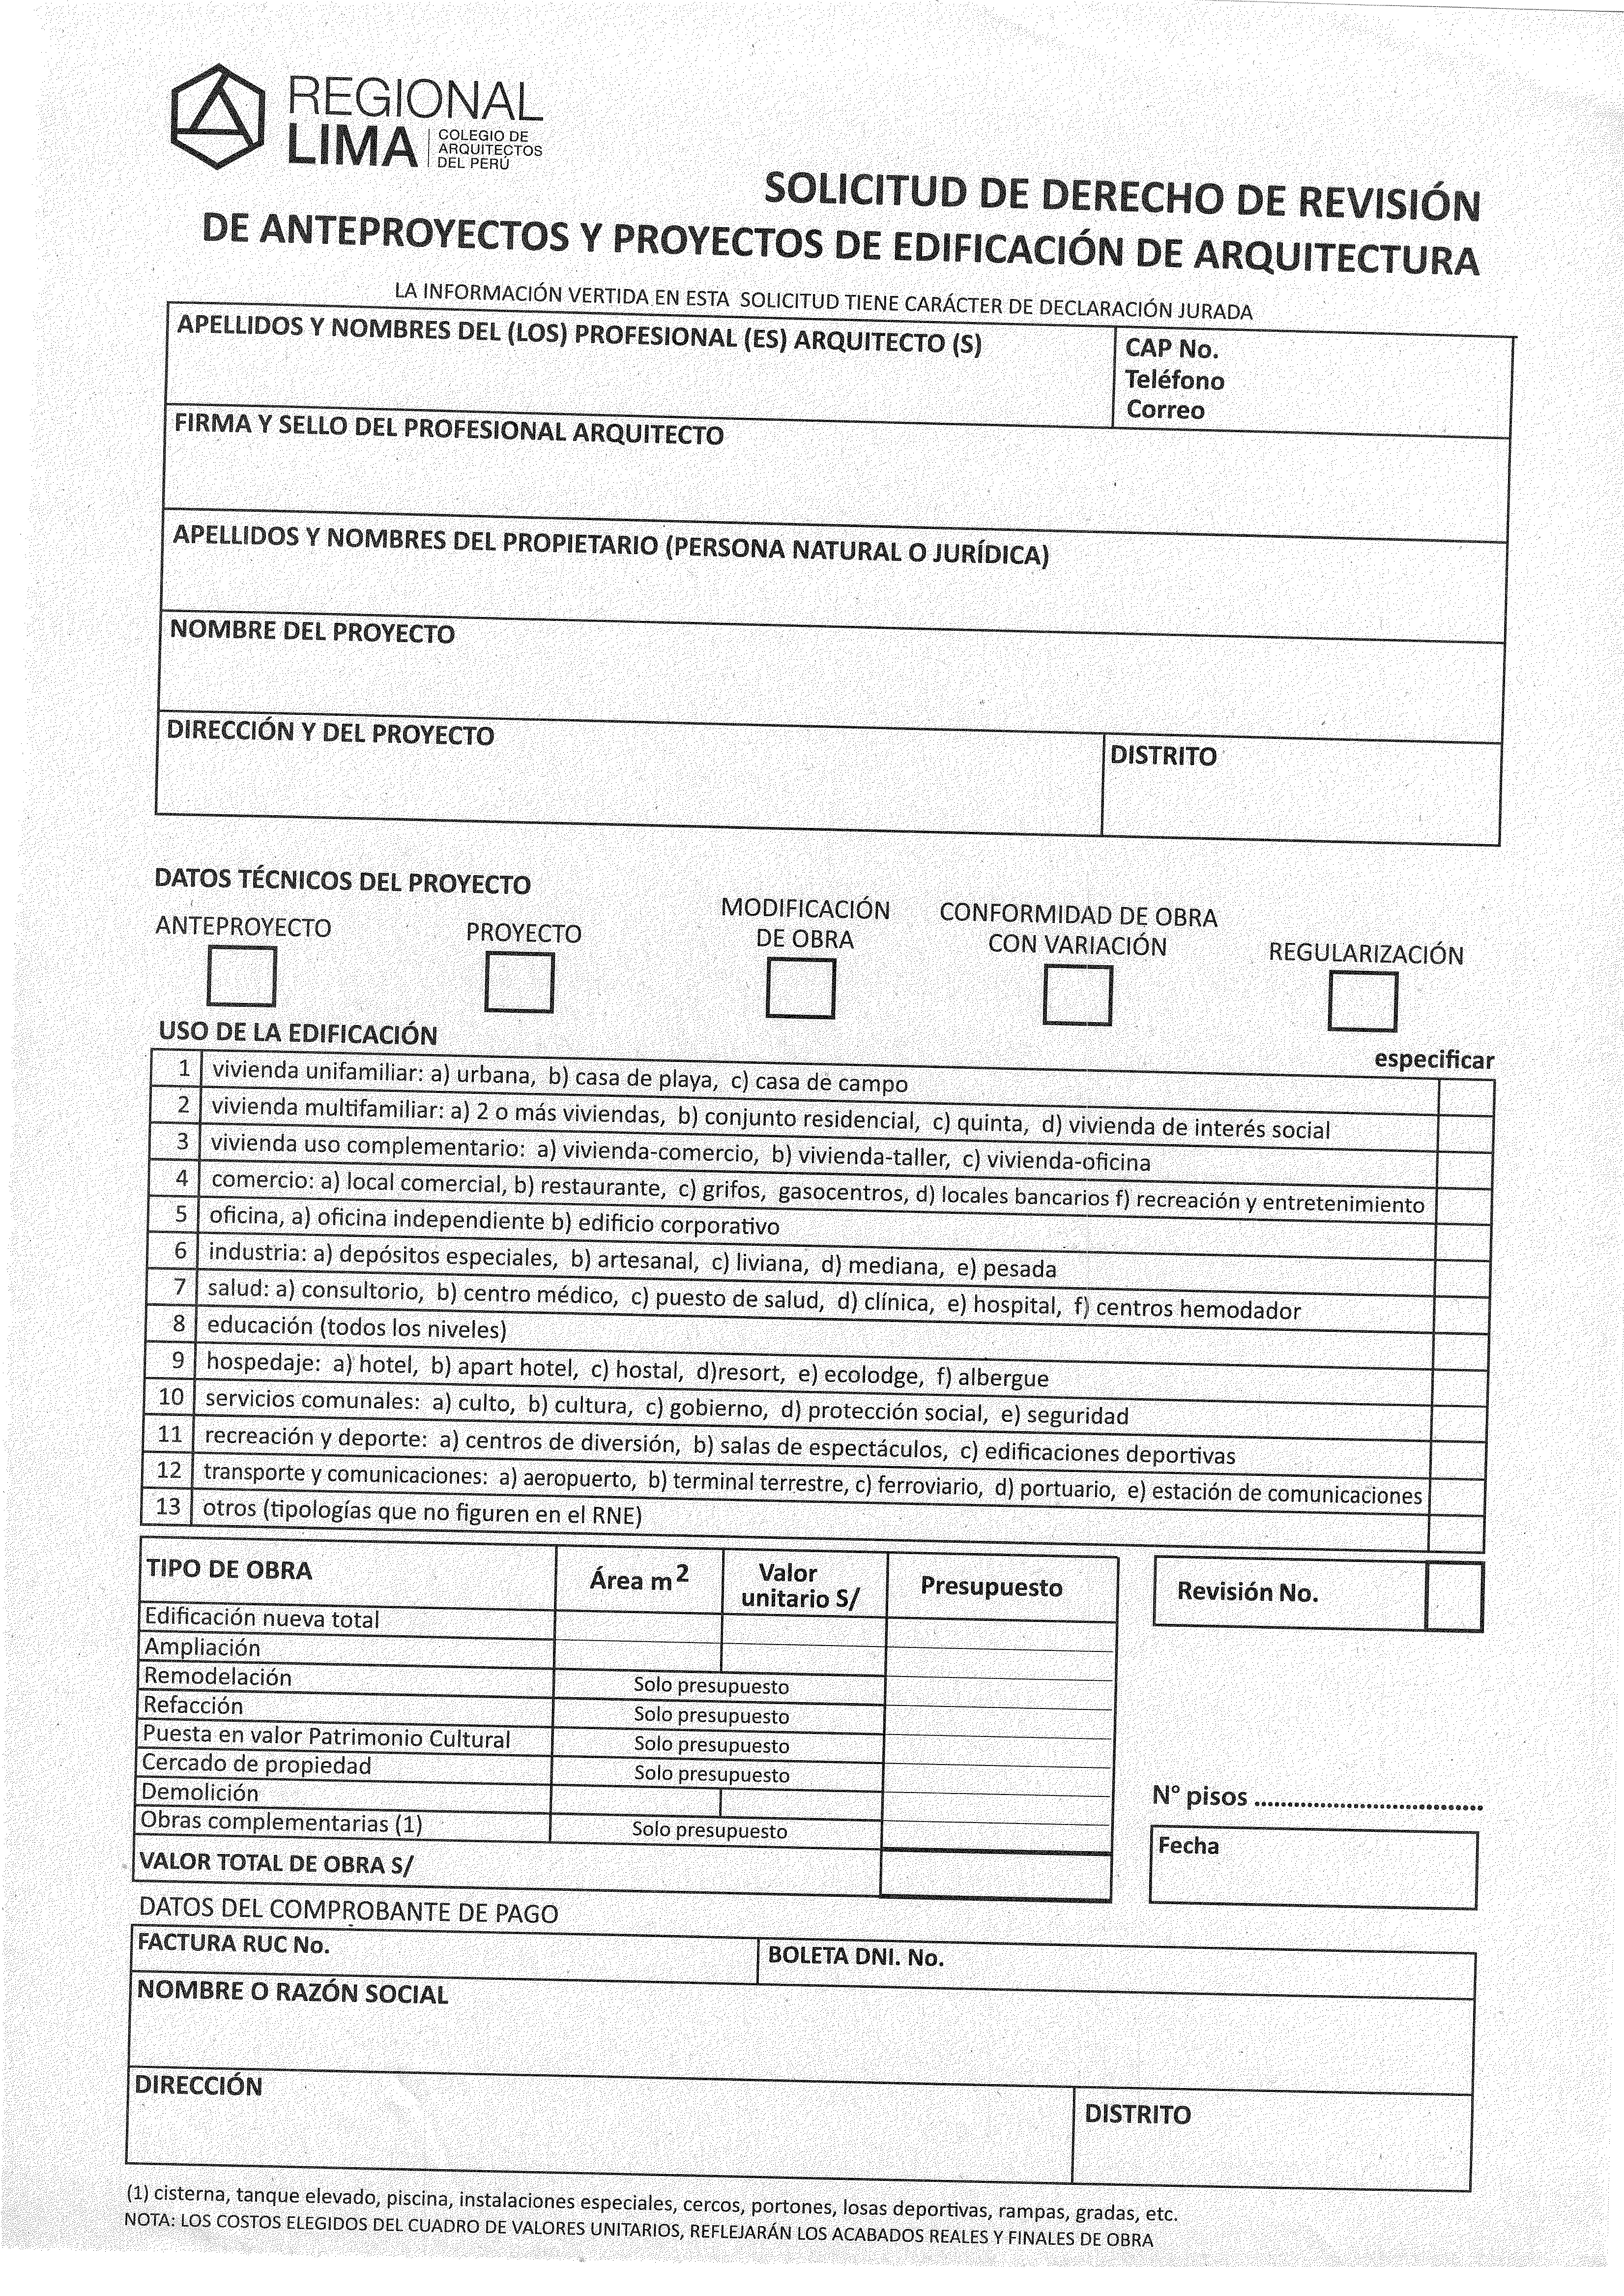 REGIONAL
LIMA COLEGIO DE
ARQUITECTOS
DEL PERÚ
SOLICITUD DE DERECHO DE REVISIÓN
DE ANTEPROYECTOS Y PROYECTOS DE EDIFICACIÓN DE ARQUITECTURA
LA INFORMACIÓN VERTIDA EN ESTA SOLICITUD TIENE CARÁCTER DE DECLARACIÓN JURADA
APELLIDOS Y NOMBRES DEL (LOS) PROFESIONAL (ES) ARQUITECTO (S)
CAP No.
Teléfono
Correo
FIRMA Y SELLO DEL PROFESIONAL ARQUITECTO
APELLIDOS Y NOMBRES DEL PROPIETARIO (PERSONA NATURAL O JURÍDICA)
NOMBRE DEL PROYECTO
DIRECCIÓN Y DEL PROYECTO
DISTRITO
DATOS TÉCNICOS DEL PROYECTO
ANTEPROYECTO
PROYECTO
MODIFICACIÓN
DE OBRA
CONFORMIDAD DE OBRA
CON VARIACIÓN
REGULARIZACIÓN
USO DE LA EDIFICACIÓN
especificar
1 vivienda unifamiliar: a) urbana, b) casa de playa, c) casa de campo
2 vivienda multifamiliar: a) 2 o más viviendas, b) conjunto residencial, c) quinta, d) vivienda de interés social
3 vivienda uso complementario: a) vivienda-comercio, b) vivienda-taller, c) vivienda-oficina
4 comercio: a) local comercial, b) restaurante, c) grifos, gasocentros, d) locales bancarios f) recreación y entretenimiento
5 oficina, a) oficina independiente b) edificio corporativo
6 industria: a) depósitos especiales, b) artesanal, c) liviana, d) mediana, e) pesada
7 salud: a) consultorio, b) centro médico, c) puesto de salud, d) clínica, e) hospital, f) centros hemodador
8 educación (todos los niveles)
9 hospedaje: a) hotel, b) apart hotel, c) hostal, d)resort, e) ecolodge, f) albergue
10 servicios comunales: a) culto, b) cultura, c) gobierno, d) protección social, e) seguridad
11 recreación y deporte: a) centros de diversión, b) salas de espectáculos, c) edificaciones deportivas
12 transporte y comunicaciones: a) aeropuerto, b) terminal terrestre, c) ferroviario, d) portuario, e) estación de comunicaciones
13 otros (tipologías que no figuren en el RNE)
TIPO DE OBRA
Área m2
Valor
unitario S/
Presupuesto
Revisión No.
Edificación nueva total
Ampliación
Remodelación Solo presupuesto
Refacción Solo presupuesto
Puesta en valor Patrimonio Cultural Solo presupuesto
Cercado de propiedad Solo presupuesto
Demolición
Obras complementarias (1) Solo presupuesto
VALOR TOTAL DE OBRA S/
N° pisos ...................................
Fecha
DATOS DEL COMPROBANTE DE PAGO
FACTURA RUC No.
BOLETA DNI. No.
NOMBRE O RAZÓN SOCIAL
DIRECCIÓN
DISTRITO
(1) cisterna, tanque elevado, piscina, instalaciones especiales, cercos, portones, losas deportivas, rampas, gradas, etc.
NOTA: LOS COSTOS ELEGIDOS DEL CUADRO DE VALORES UNITARIOS, REFLEJARÁN LOS ACABADOS REALES Y FINALES DE OBRA